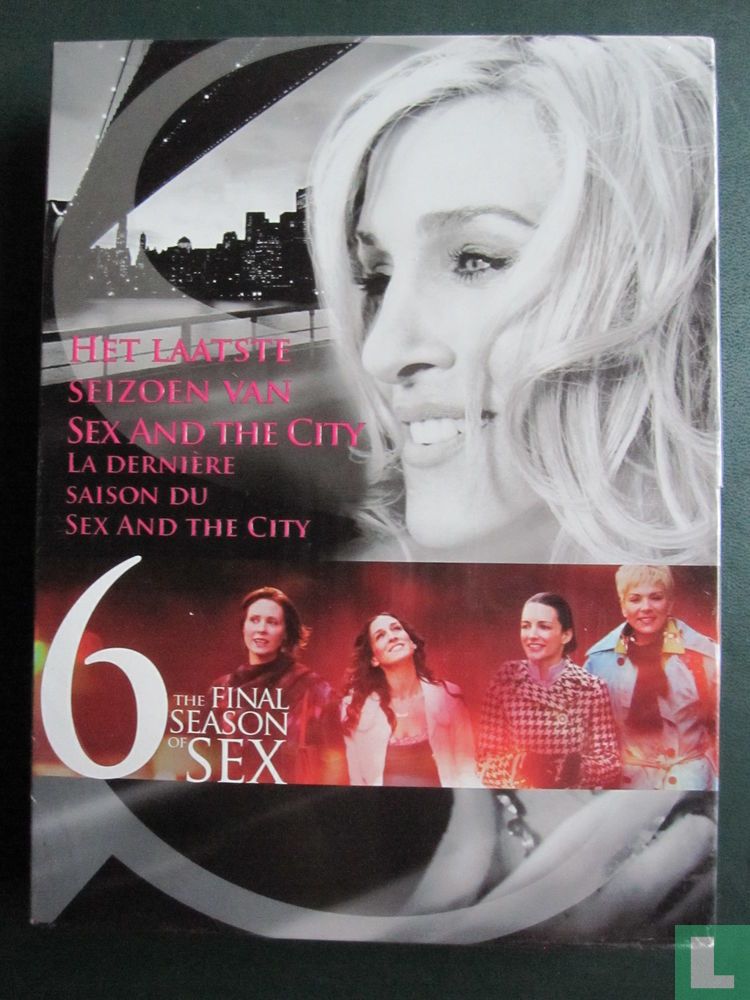 HET LAATSTE
SEIZOEN VAN
SEX AND THE CITY
LA DERNIÈRE
SAISON DU
SEX AND THE CITY
6
THE FINAL
SEASON
OF SEX
L